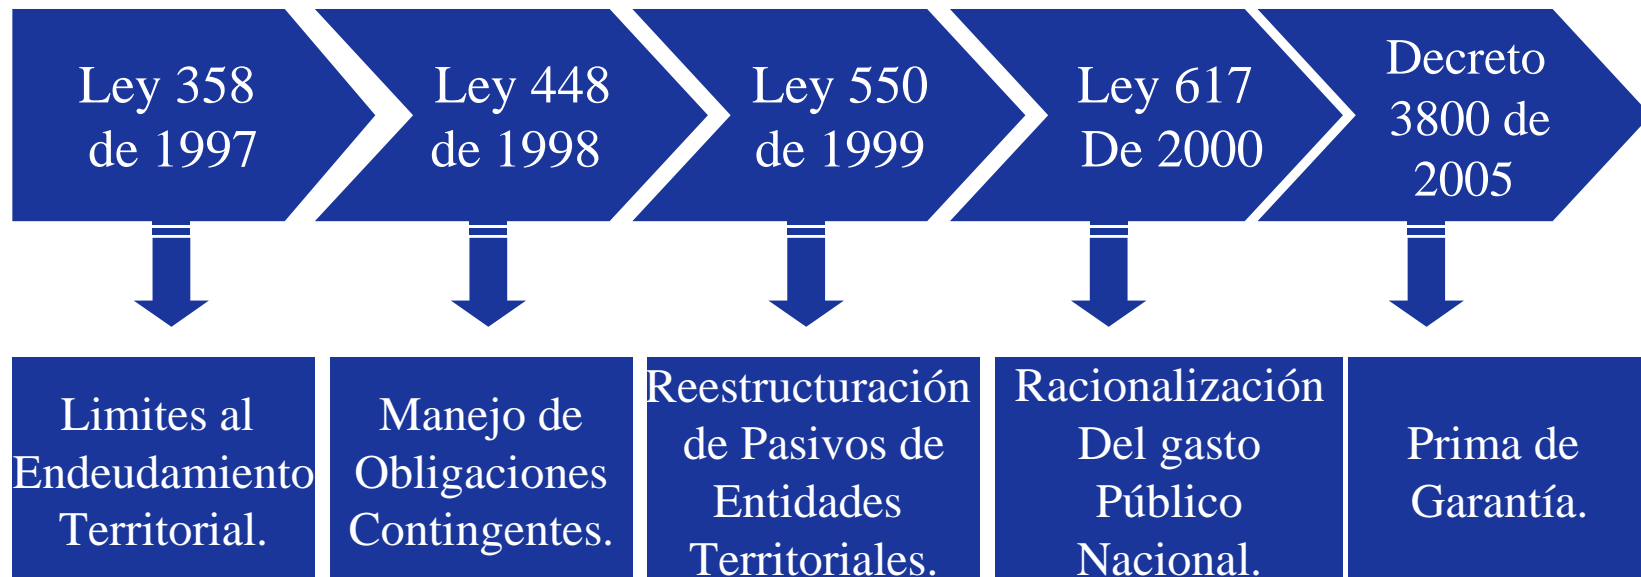 Ley 358
de 1997
Ley 448
de 1998
Ley 550
de 1999
Ley 617
De 2000
Decreto
3800 de
2005
Limites al
Endeudamiento
Territorial.
Manejo de
Obligaciones
Contingentes.
Reestructuración
de Pasivos de
Entidades
Territoriales.
Racionalización
Del gasto
Público
Nacional.
Prima de
Garantía.